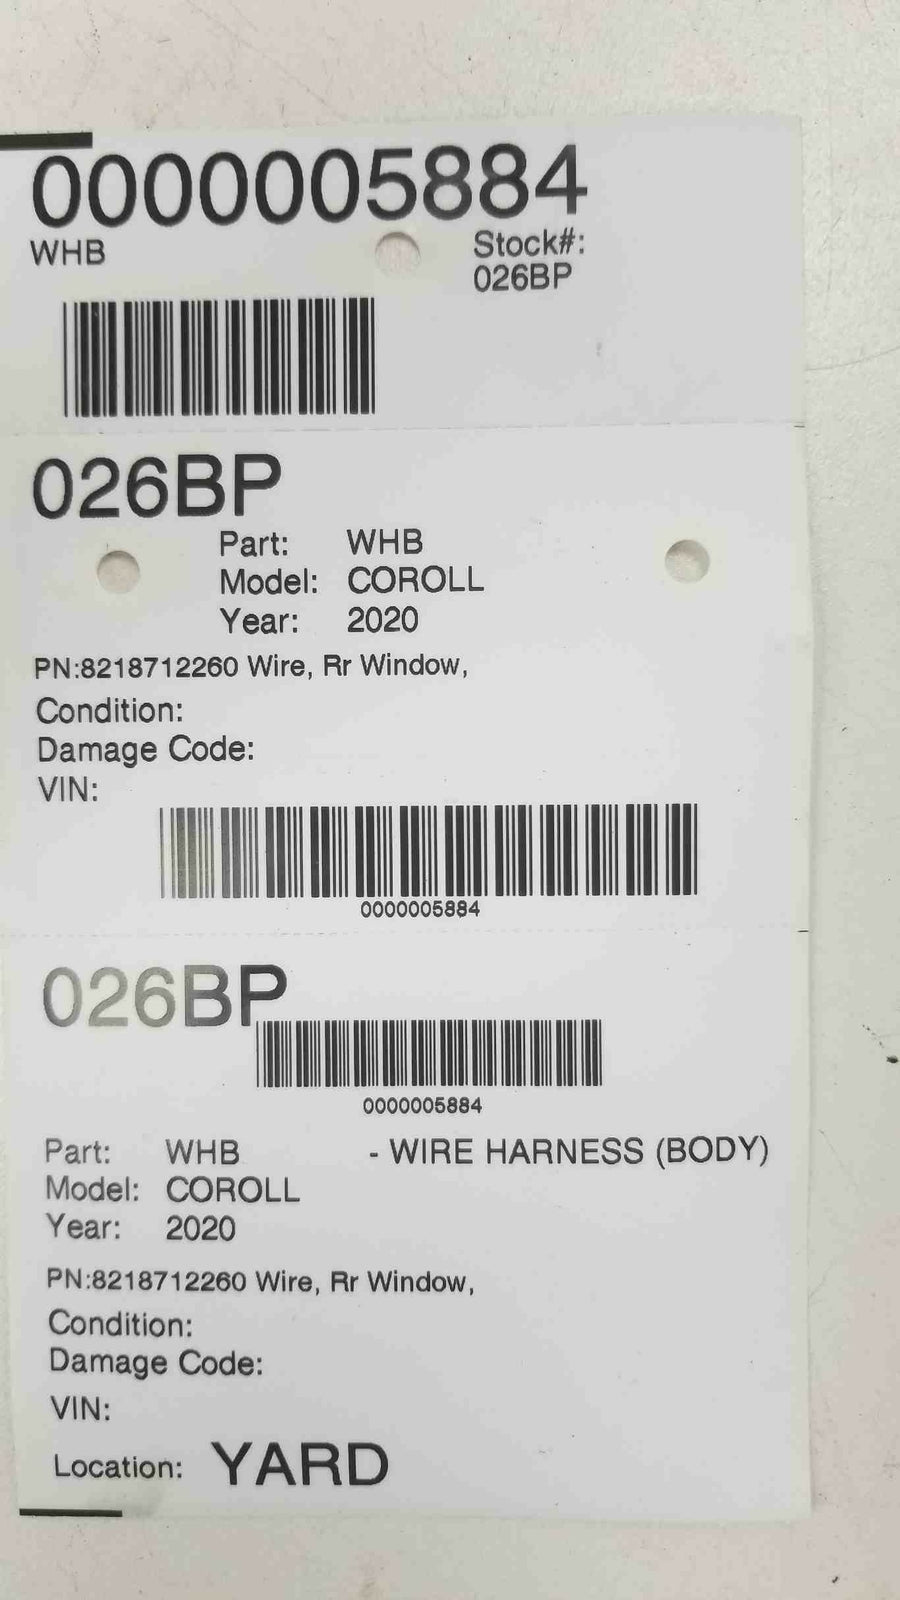 0000005884
WHB
Stock#:
026BP
026BP
Part: WHB
Model: COROLL
Year: 2020
PN:8218712260 Wire, Rr Window,
Condition:
Damage Code:
VIN:
0000005884
026BP
0000005884
Part: WHB - WIRE HARNESS (BODY)
Model: COROLL
Year: 2020
PN:8218712260 Wire, Rr Window,
Condition:
Damage Code:
VIN:
Location: YARD